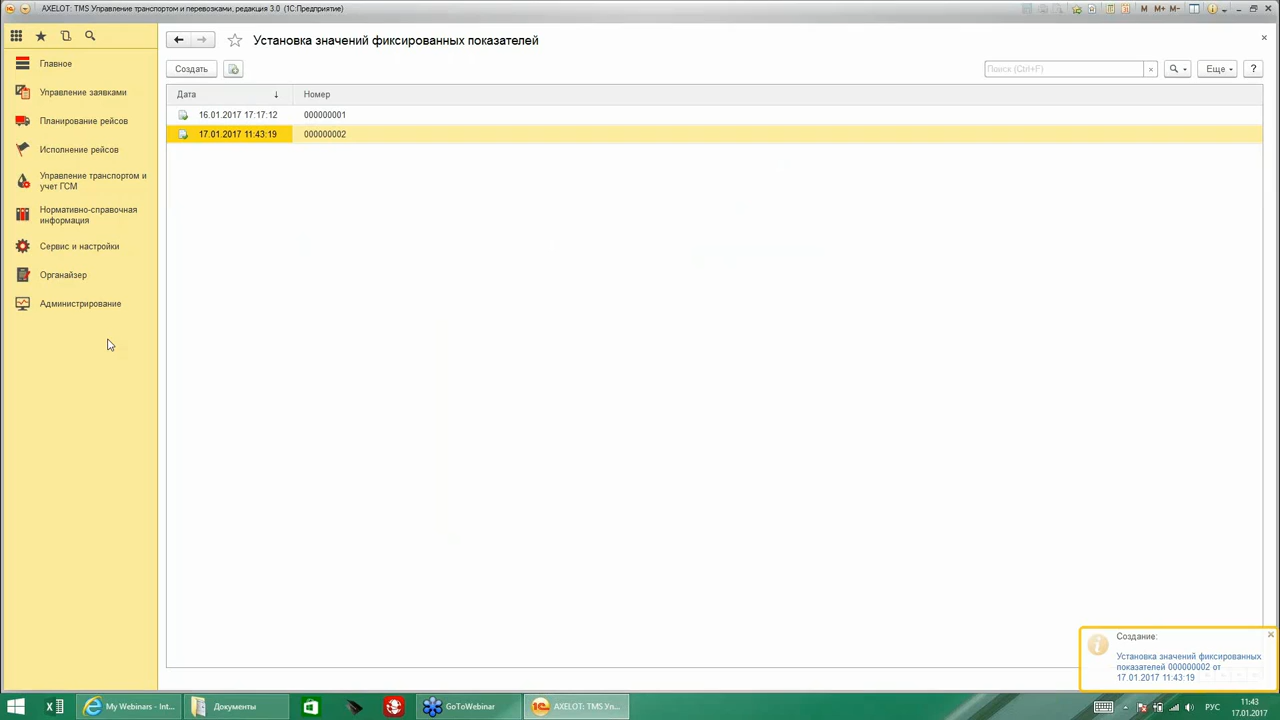 AXELOT: TMS Управление транспортом и перевозками, редакция 3.0 (1С:Предприятие)
M M+ M-
Установка значений фиксированных показателей
Создать
Поиск (Ctrl+F)
×
Еще
?
Дата ↓ Номер
16.01.2017 17:17:12 000000001
17.01.2017 11:43:19 000000002
Главное
Управление заявками
Планирование рейсов
Исполнение рейсов
Управление транспортом и
учет ГСМ
Нормативно-справочная
информация
Сервис и настройки
Органайзер
Администрирование
Создание:
Установка значений фиксированных
показателей 000000002 от
17.01.2017 11:43:19
My Webinars - Int...
Документы
GoToWebinar
AXELOT: TMS Уп...
РУС
11:43
17.01.2017